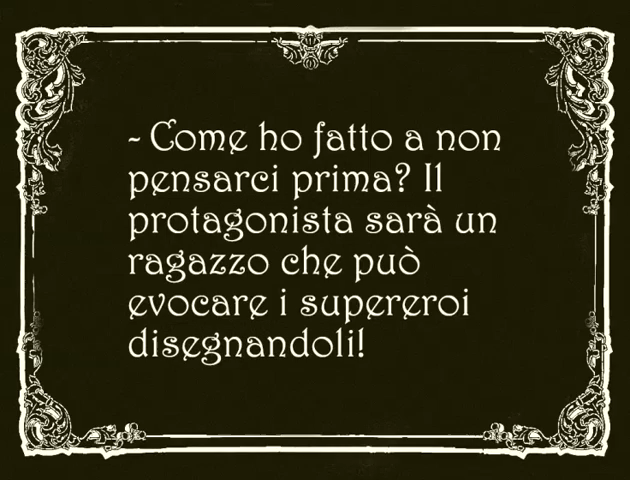 - Come ho fatto a non
pensarci prima? Il
protagonista sarà un
ragazzo che può
evocare i supereroi
disegnandoli!